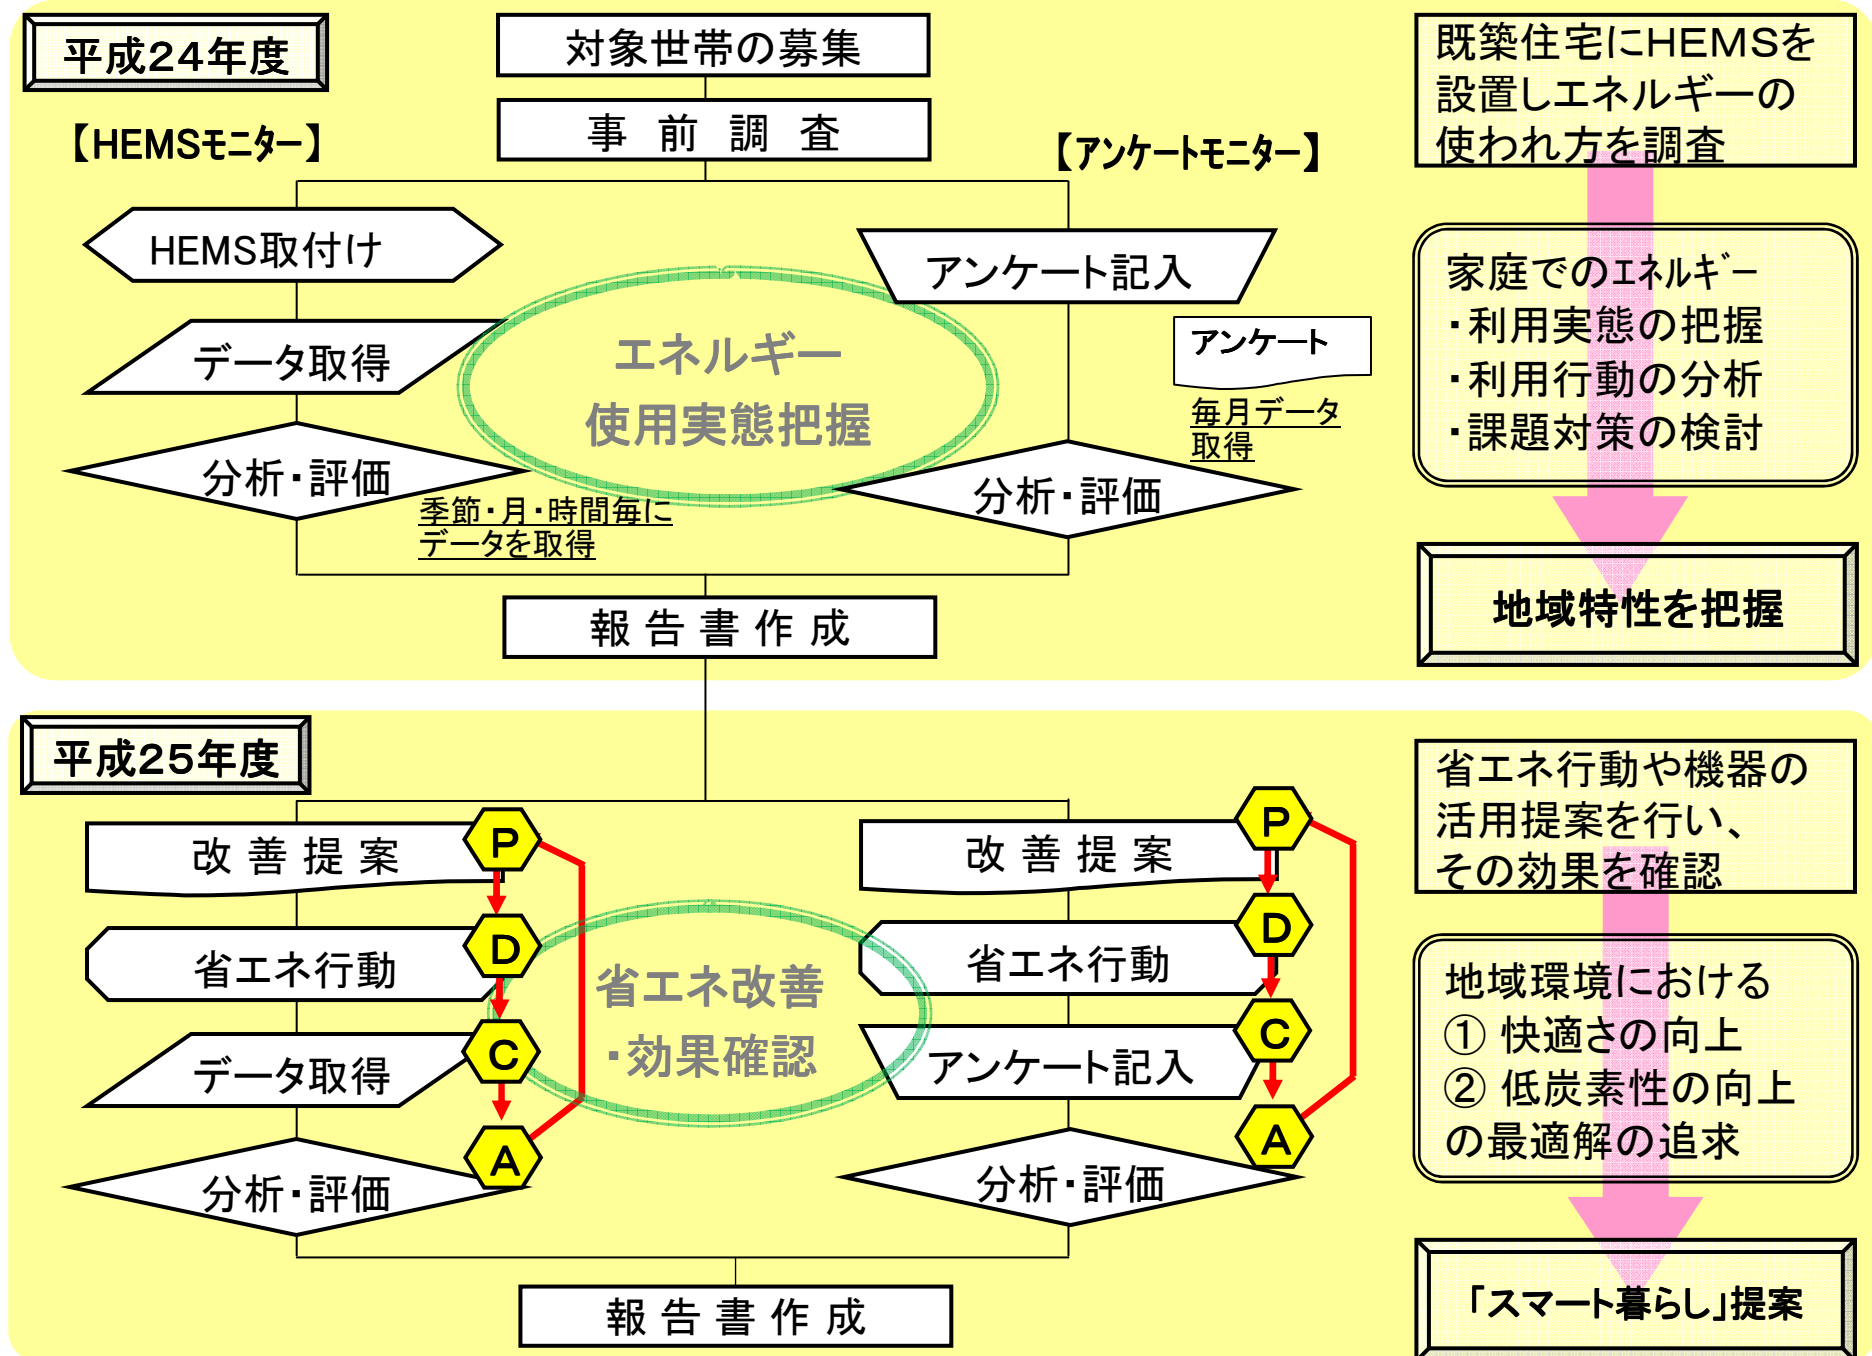 平成24年度
対象世帯の募集
事前調査
【HEMSモニター】
【アンケートモニター】
HEMS取付け
アンケート記入
データ取得
エネルギー
使用実態把握
アンケート
毎月データ
取得
分析・評価
分析・評価
季節・月・時間毎に
データを取得
報告書作成
既築住宅にHEMSを
設置しエネルギーの
使われ方を調査
家庭でのエネルギー
・利用実態の把握
・利用行動の分析
・課題対策の検討
地域特性を把握
平成25年度
改善提案
P
省エネ行動
D
データ取得
C
分析・評価
A
省エネ改善
・効果確認
改善提案
P
省エネ行動
D
アンケート記入
C
分析・評価
A
報告書作成
省エネ行動や機器の
活用提案を行い、
その効果を確認
地域環境における
① 快適さの向上
② 低炭素性の向上
の最適解の追求
「スマート暮らし」提案